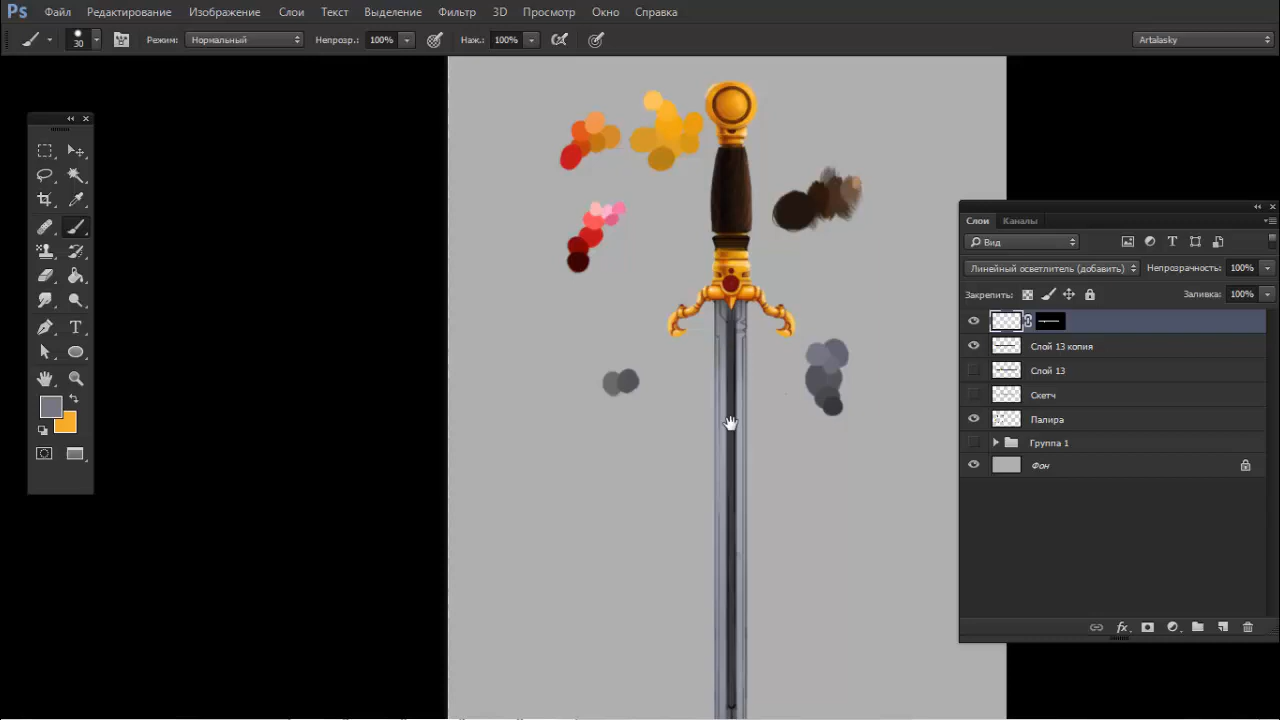 Ps Файл Редактирование Изображение Слои Текст Выделение Фильтр 3D Просмотр Окно Справка
30 Режим: Нормальный Непрозр.: 100% Наж.: 100% Artalasky
Слои Каналы
Вид
Линейный осветлитель (добавить) Непрозрачность: 100%
Закрепить: Заливка: 100%
Слой 13 копия
Слой 13
Скетч
Палира
Группа 1
Фон
fx